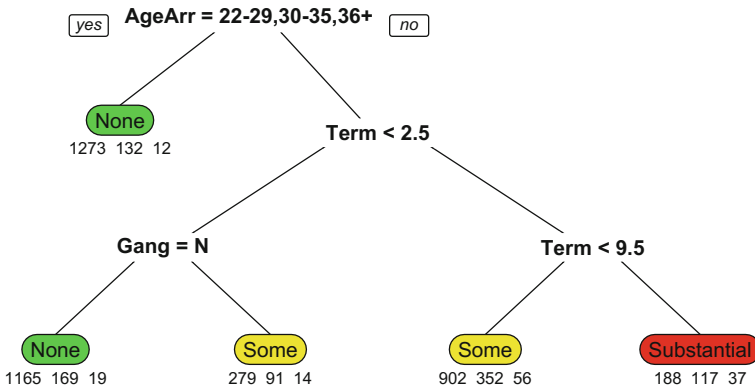 yes AgeArr = 22-29,30-35,36+ no
None
1273 132 12
Term < 2.5
Gang = N Term < 9.5
None Some Some Substantial
1165 169 19 279 91 14 902 352 56 188 117 37